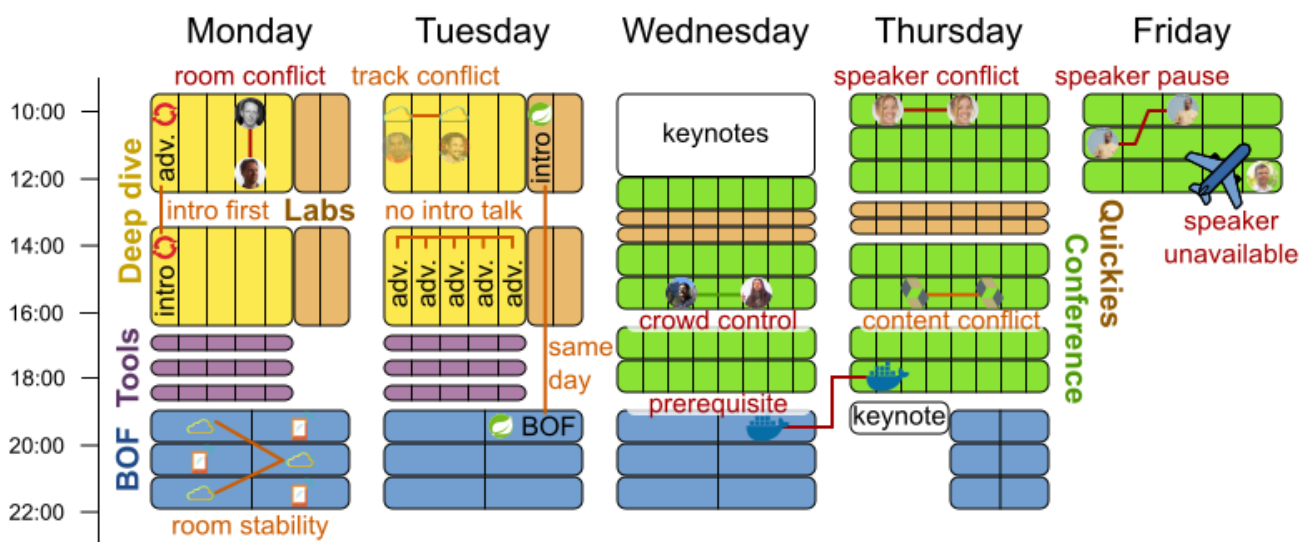 Monday
Tuesday
Wednesday
Thursday
Friday
room conflict
track conflict
speaker conflict
speaker pause
10:00
12:00
14:00
16:00
18:00
20:00
22:00
Deep dive
Tools
BOF
adv.
intro first
Labs
intro
room stability
intro
no intro talk
adv.
adv.
adv.
adv.
adv.
same
day
BOF
keynotes
crowd control
prerequisite
content conflict
keynote
Conference
Quickies
speaker
unavailable